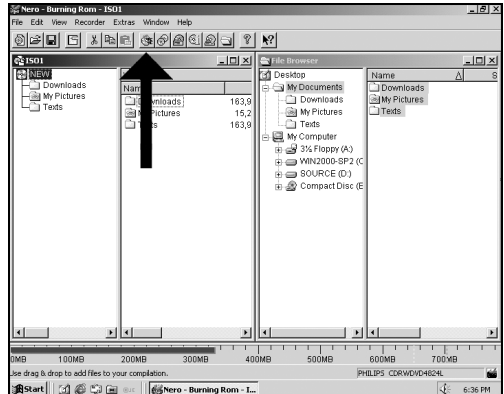 Nero - Burning Rom - ISO1
File Edit View Recorder Extras Window Help
ISO1
NEW
Downloads
My Pictures
Texts
Downloads 163,9
My Pictures 15,2
Texts 163,9
File Browser
Desktop
My Documents
Downloads
My Pictures
Texts
My Computer
3½ Floppy (A:)
WIN2000-SP2 (C
SOURCE (D:)
Compact Disc (E
Name S
Downloads
My Pictures
Texts
0MB 100MB 200MB 300MB 400MB 500MB 600MB 700MB
Use drag & drop to add files to your compilation. PHILIPS CDRWDVD4824L
Start Nero - Burning Rom - I... 6:36 PM